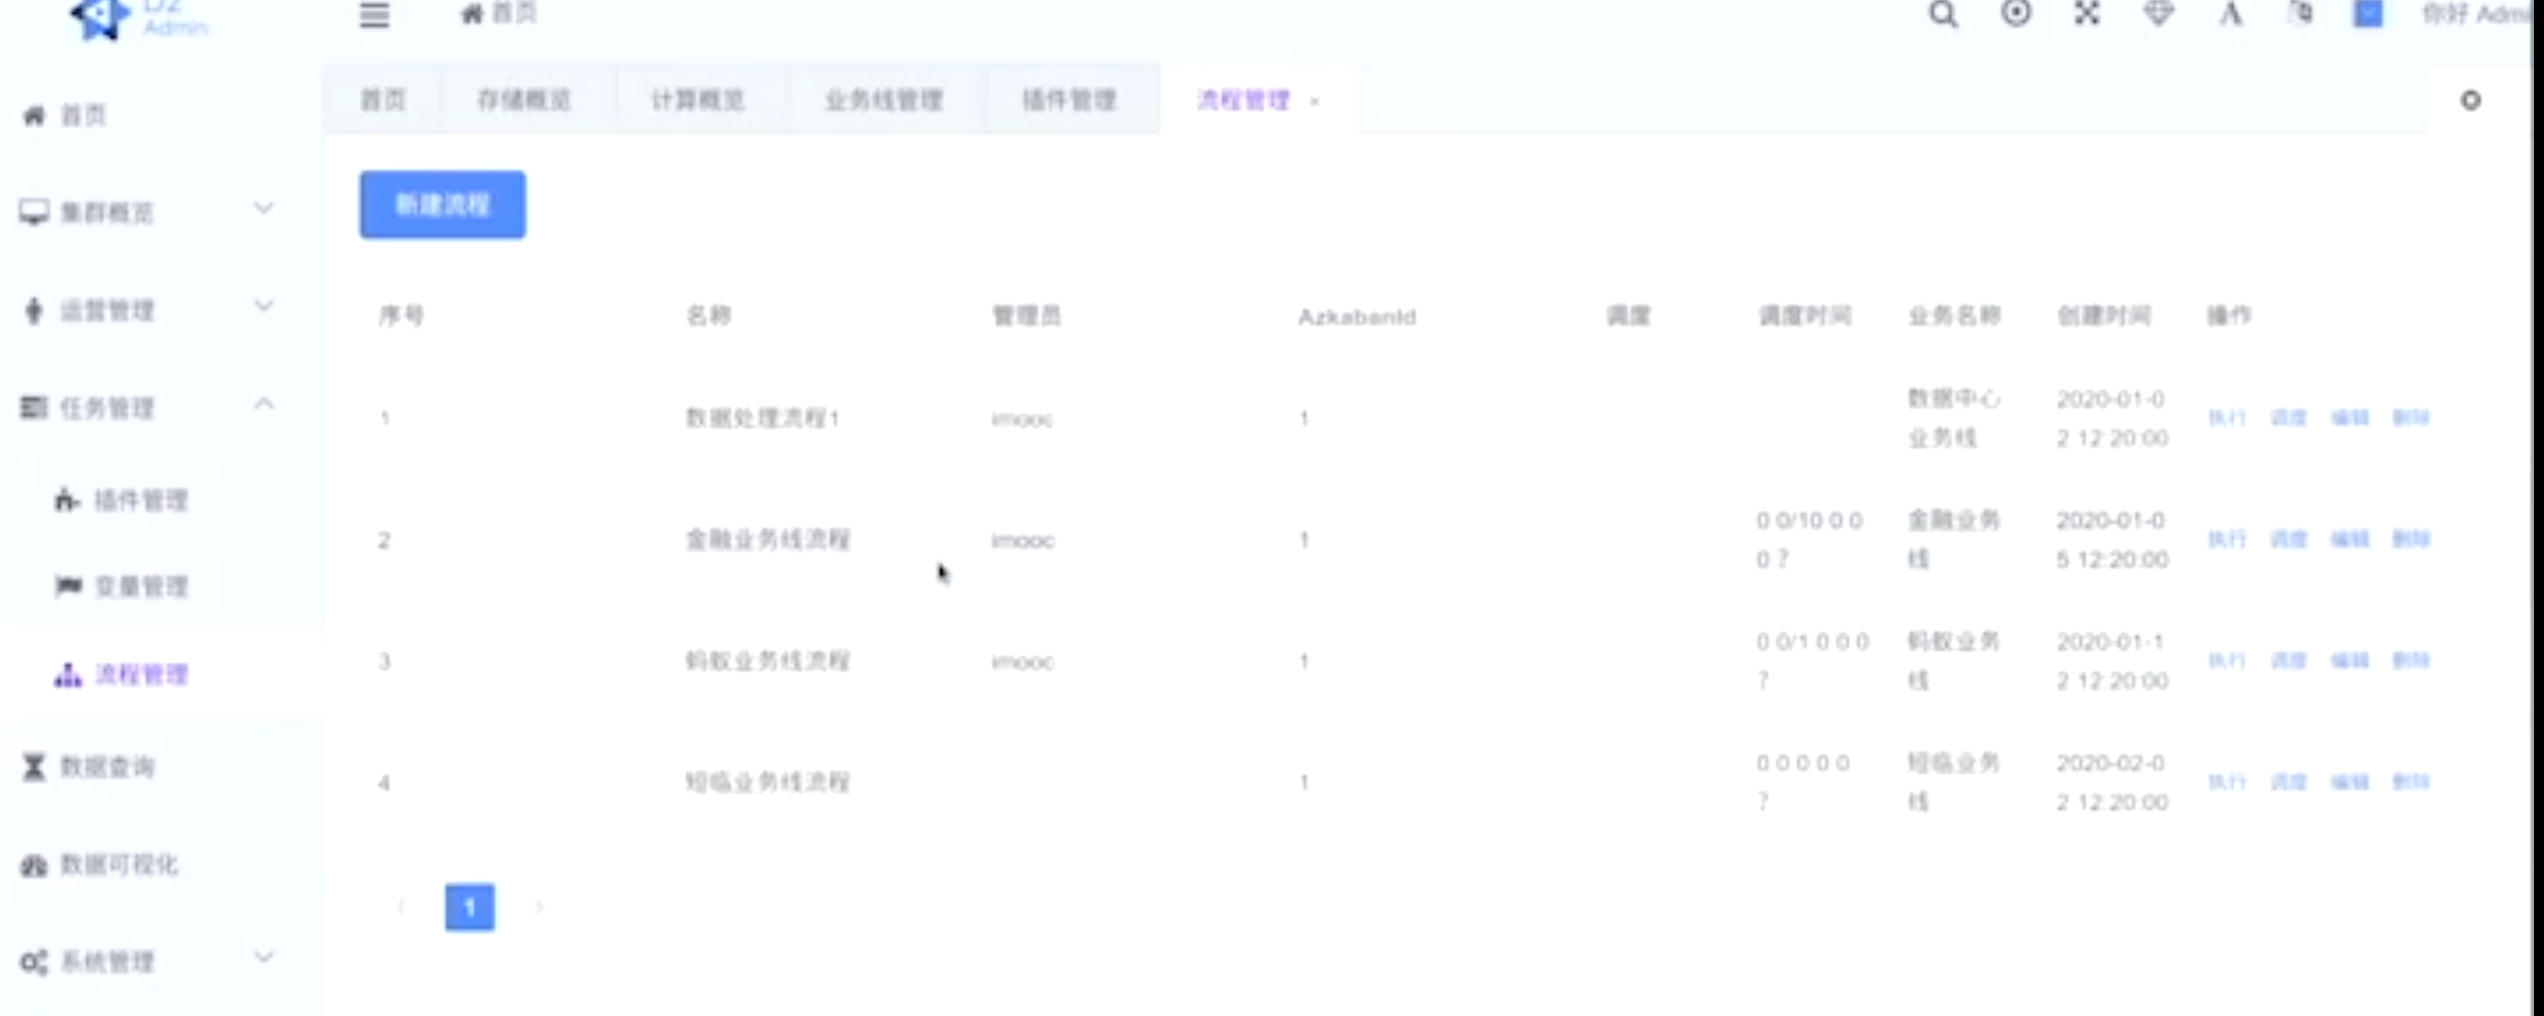 D2
Admin
首页
你好 Admi
首页
存储概览
计算概览
业务线管理
插件管理
流程管理 ×
首页
集群概览
运营管理
任务管理
插件管理
变量管理
流程管理
数据查询
数据可视化
系统管理
新建流程
序号 名称 管理员 AzkabanId 调度 调度时间 业务名称 创建时间 操作
1 数据处理流程1 imooc 1 数据中心 2020-01-0 执行 调度 编辑 删除
业务线 2 12:20:00
2 金融业务线流程 imooc 1 0 0/10 0 0 金融业务 2020-01-0 执行 调度 编辑 删除
0 ? 线 5 12:20:00
3 蚂蚁业务线流程 imooc 1 0 0/1 0 0 0 蚂蚁业务 2020-01-1 执行 调度 编辑 删除
? 线 2 12:20:00
4 短临业务线流程 1 0 0 0 0 0 短临业务 2020-02-0 执行 调度 编辑 删除
? 线 2 12:20:00
1